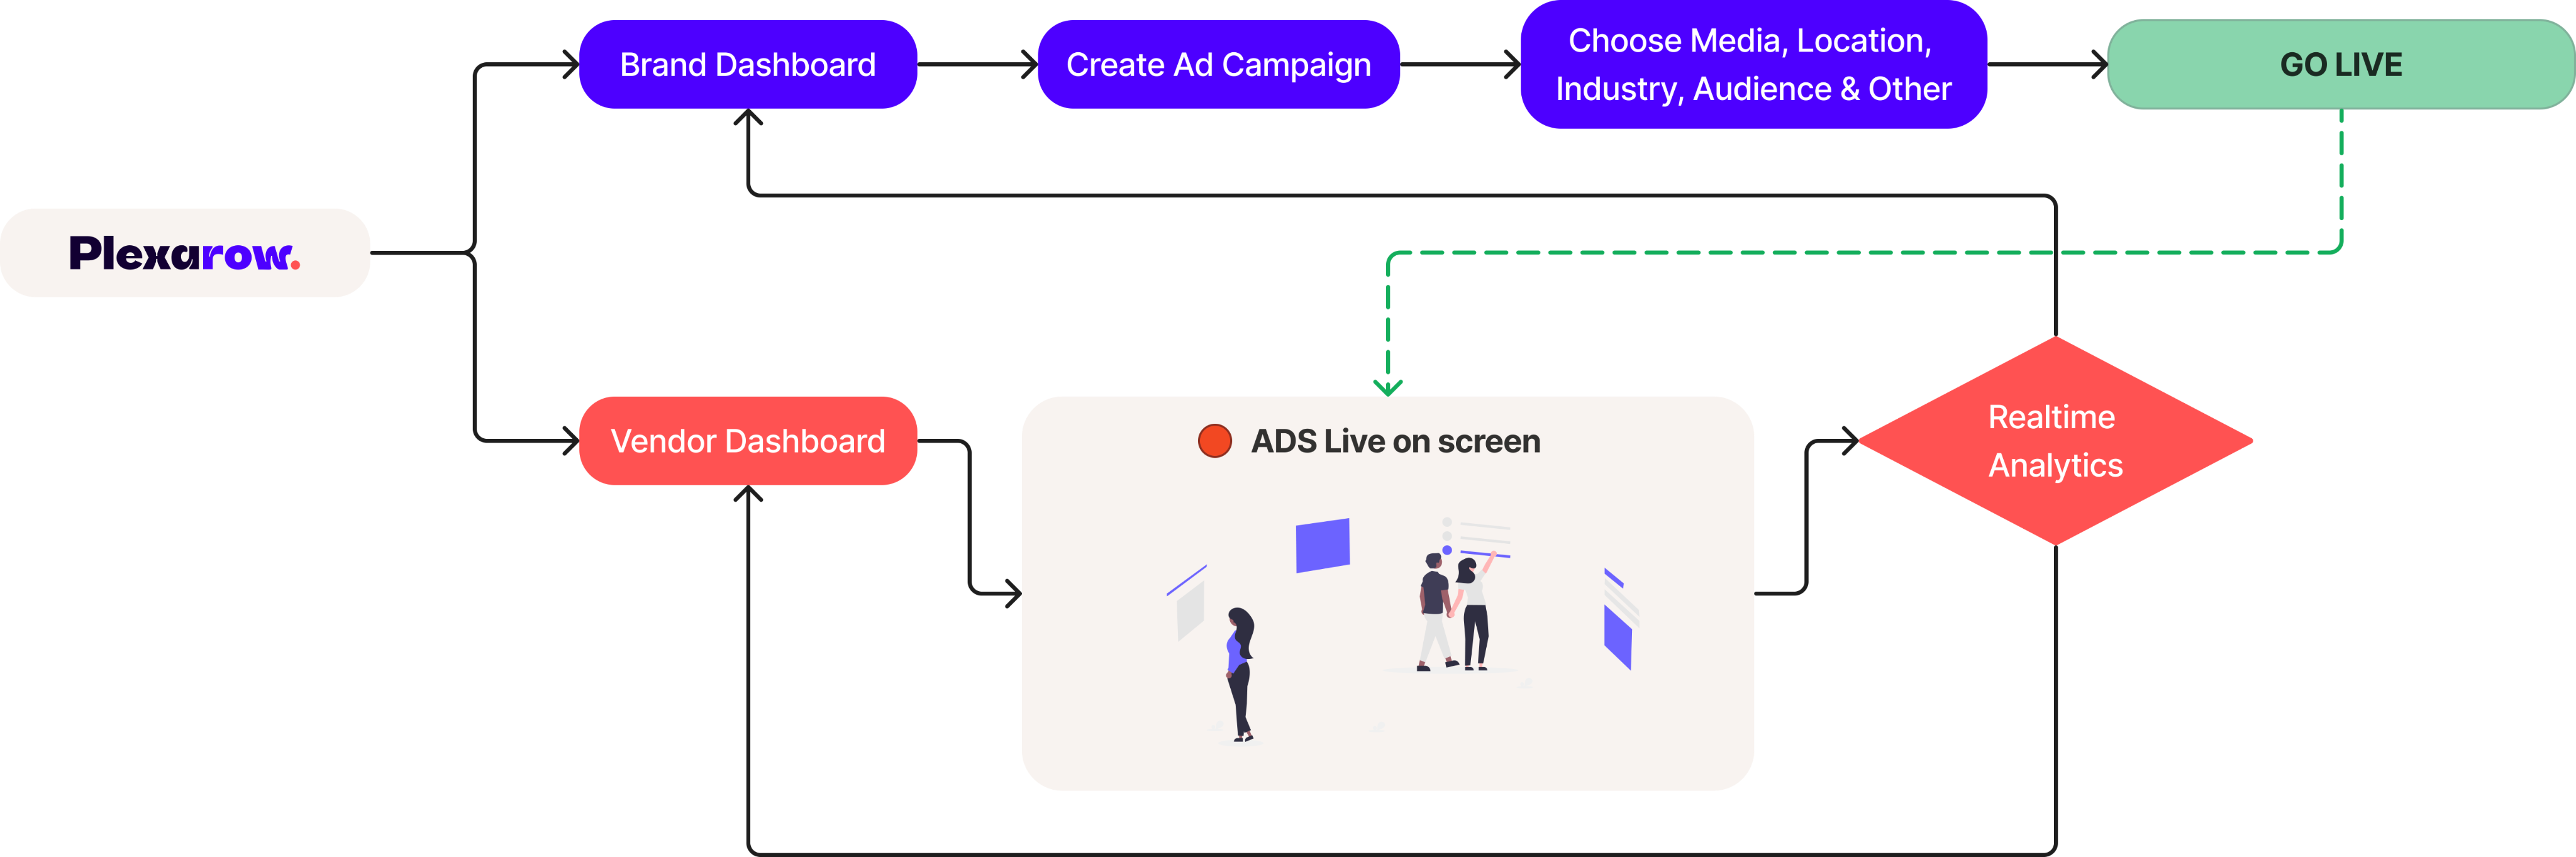 Brand Dashboard
Create Ad Campaign
Choose Media, Location,
Industry, Audience & Other
GO LIVE
Plexarow.
Vendor Dashboard
ADS Live on screen
Realtime
Analytics